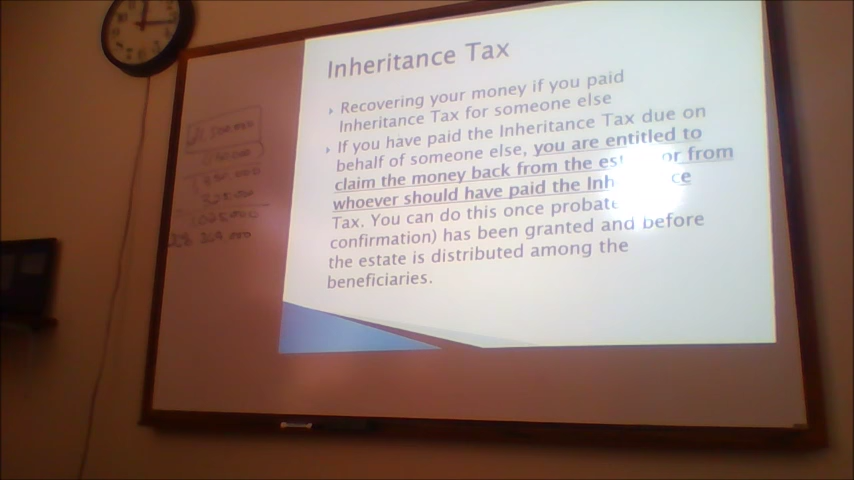 Inheritance Tax
Recovering your money if you paid
Inheritance Tax for someone else
If you have paid the Inheritance Tax due on
behalf of someone else, you are entitled to
claim the money back from the or from
whoever should have paid the
Tax. You can do this once
confirmation) has been granted and before
the estate is distributed among the
beneficiaries.